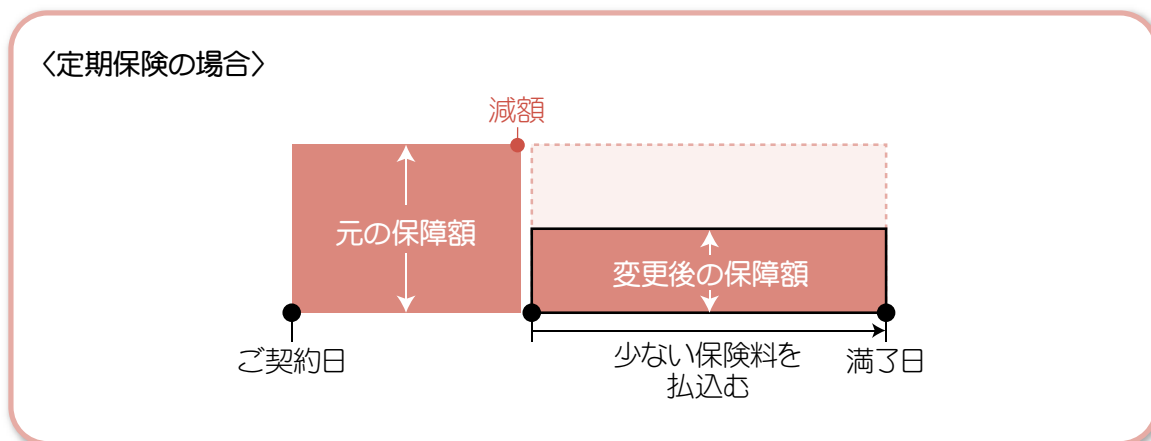 〈定期保険の場合〉
減額
元の保障額
変更後の保障額
ご契約日
少ない保険料を
払込む
満了日